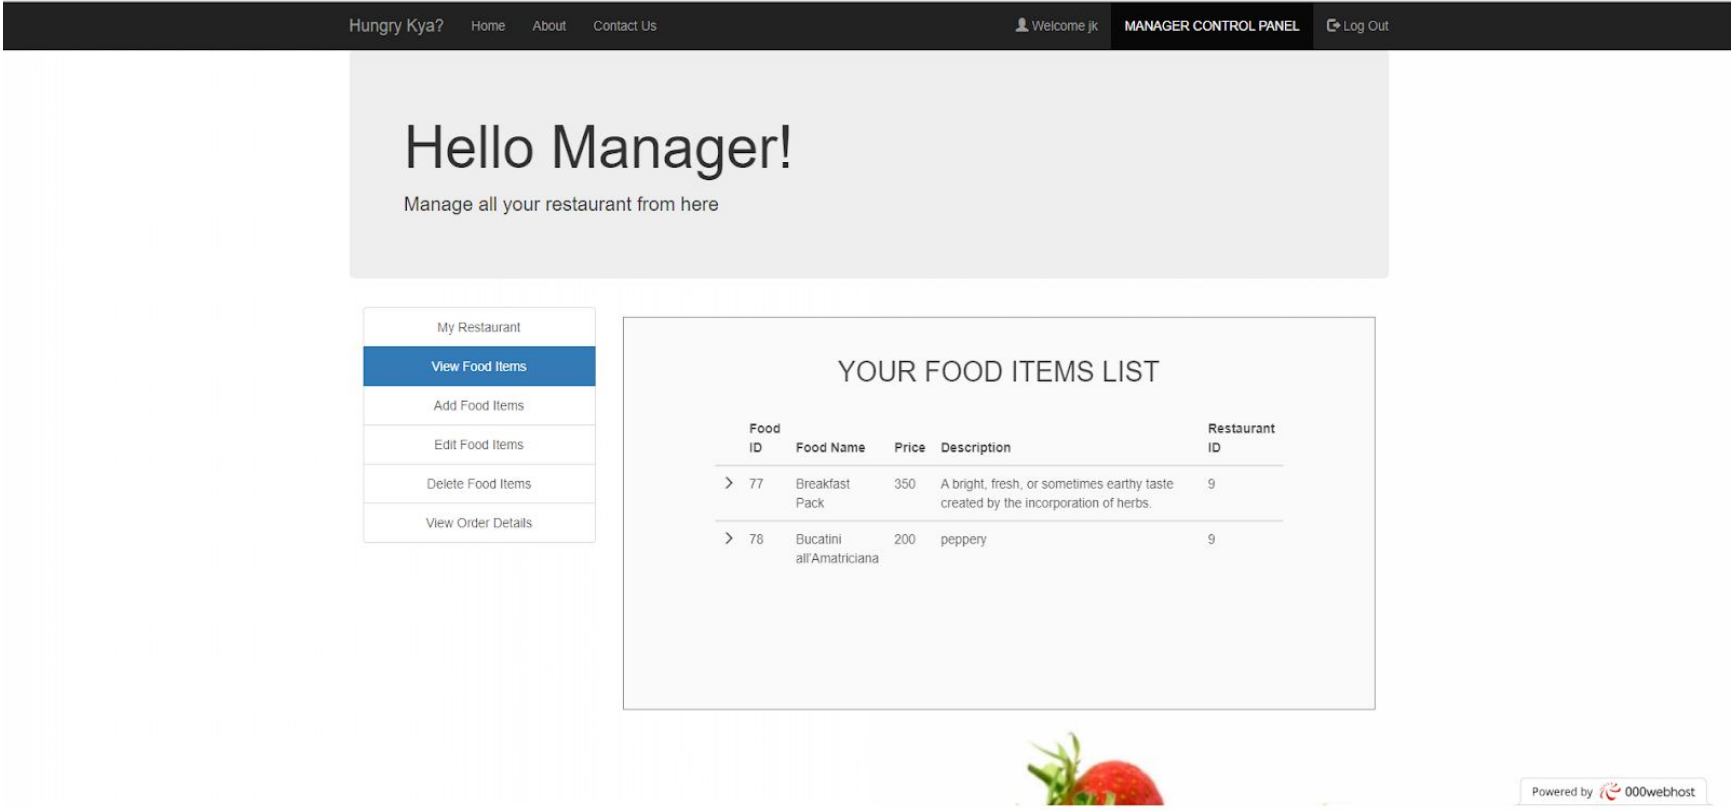 Hungry Kya? Home About Contact Us Welcome jk MANAGER CONTROL PANEL Log Out
Hello Manager!
Manage all your restaurant from here
My Restaurant
View Food Items
Add Food Items
Edit Food Items
Delete Food Items
View Order Details
YOUR FOOD ITEMS LIST
Food Restaurant
ID Food Name Price Description ID
77 Breakfast 350 A bright, fresh, or sometimes earthy taste 9
Pack created by the incorporation of herbs.
78 Bucatini 200 peppery 9
all'Amatriciana
Powered by 000webhost